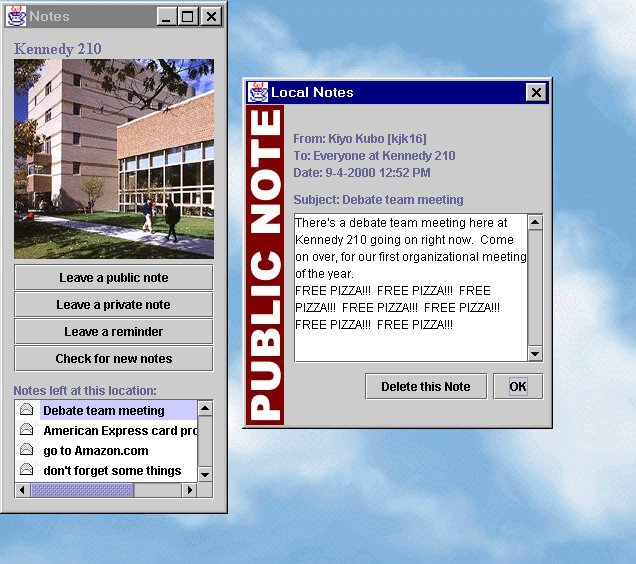 Notes
Kennedy 210
Leave a public note
Leave a private note
Leave a reminder
Check for new notes
Notes left at this location:
Debate team meeting
American Express card pro
go to Amazon.com
don't forget some things
Local Notes
PUBLIC NOTE
From: Kiyo Kubo [kjk16]
To: Everyone at Kennedy 210
Date: 9-4-2000 12:52 PM
Subject: Debate team meeting
There's a debate team meeting here at
Kennedy 210 going on right now.  Come
on over, for our first organizational meeting
of the year.
FREE PIZZA!!!  FREE PIZZA!!!  FREE
PIZZA!!!  FREE PIZZA!!!  FREE PIZZA!!!
FREE PIZZA!!!  FREE PIZZA!!!
Delete this Note
OK